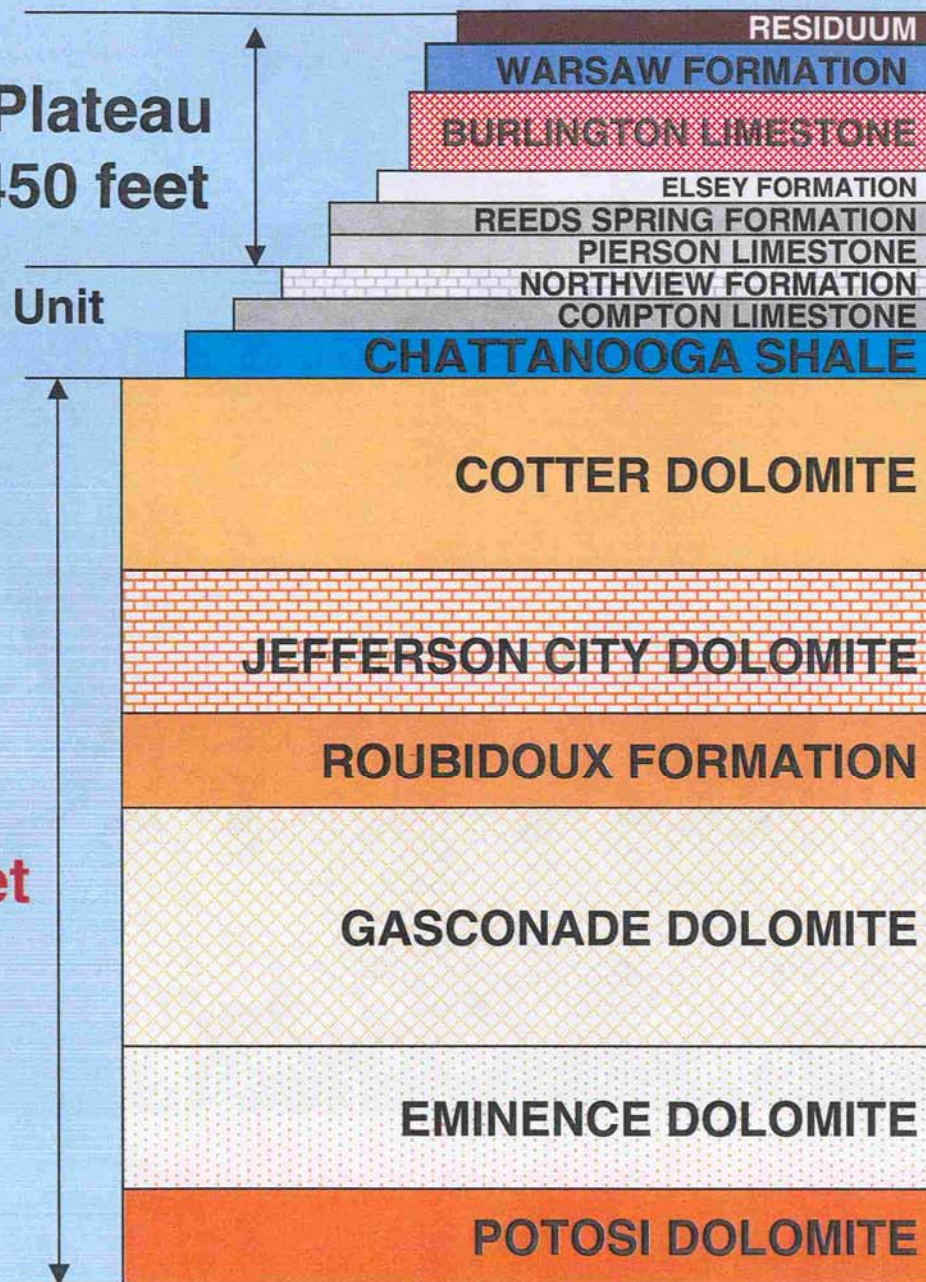 RESIDUUM
WARSAW FORMATION
Plateau
BURLINGTON LIMESTONE
450 feet
ELSEY FORMATION
REEDS SPRING FORMATION
PIERSON LIMESTONE
NORTHVIEW FORMATION
Unit
COMPTON LIMESTONE
CHATTANOOGA SHALE
COTTER DOLOMITE
JEFFERSON CITY DOLOMITE
ROUBIDOUX FORMATION
et
GASCONADE DOLOMITE
EMINENCE DOLOMITE
POTOSI DOLOMITE